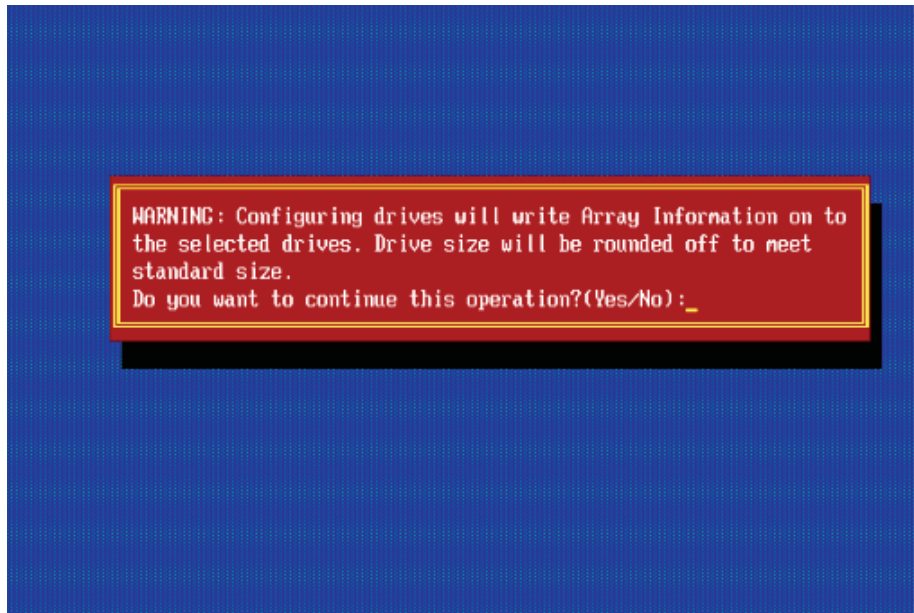 WARNING: Configuring drives will write Array Information on to
the selected drives. Drive size will be rounded off to meet
standard size.
Do you want to continue this operation?(Yes/No):_